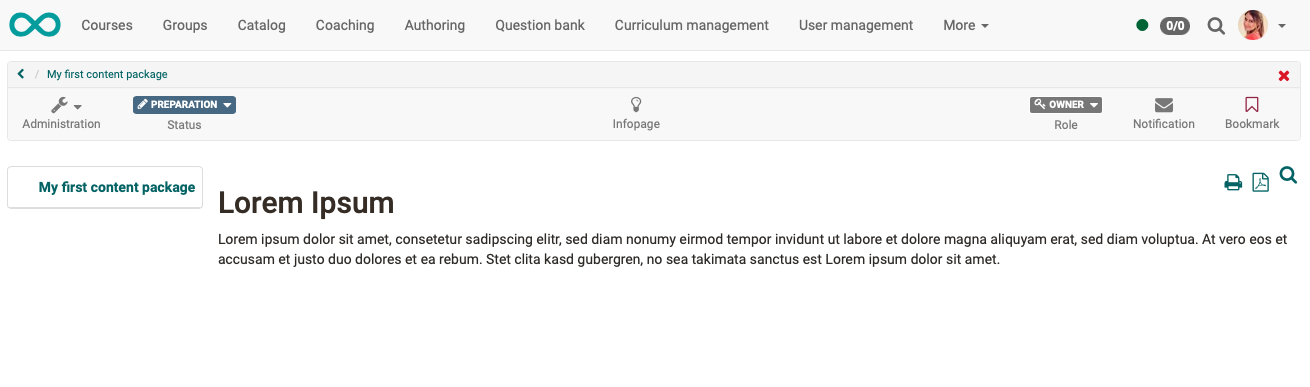 Courses Groups Catalog Coaching Authoring Question bank Curriculum management User management More 0/0
/ My first content package
Administration PREPARATION Status Infopage OWNER Role Notification Bookmark
My first content package
Lorem Ipsum
Lorem ipsum dolor sit amet, consetetur sadipscing elitr, sed diam nonumy eirmod tempor invidunt ut labore et dolore magna aliquyam erat, sed diam voluptua. At vero eos et
accusam et justo duo dolores et ea rebum. Stet clita kasd gubergren, no sea takimata sanctus est Lorem ipsum dolor sit amet.